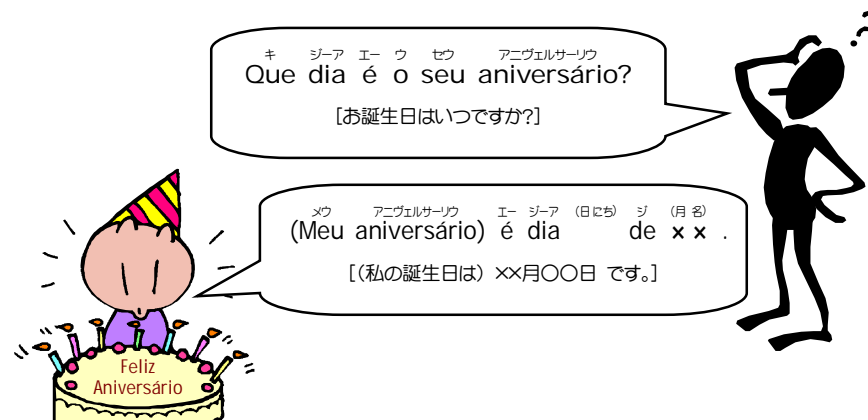 キ ジーア エー ウ セウ アニヴェルサーリウ
Que dia é o seu aniversário?
[お誕生日はいつですか?]
メウ アニヴェルサーリウ エー ジーア (日にち) ジ (月名)
(Meu aniversário) é dia de ×× .
[(私の誕生日は) ××月〇〇日 です。]
Feliz
Aniversário